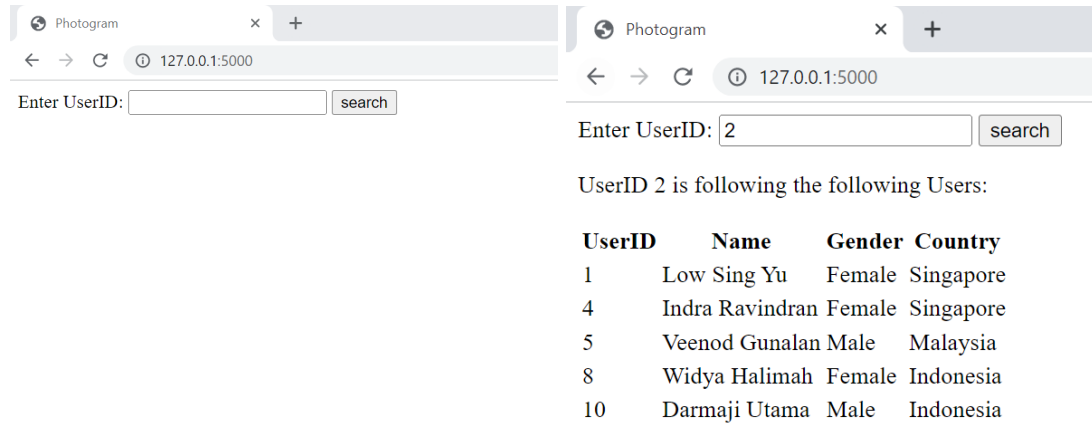 Photogram
127.0.0.1:5000
Enter UserID: search
Photogram
127.0.0.1:5000
Enter UserID: 2 search
UserID 2 is following the following Users:
UserID Name Gender Country
1 Low Sing Yu Female Singapore
4 Indra Ravindran Female Singapore
5 Veenod Gunalan Male Malaysia
8 Widya Halimah Female Indonesia
10 Darmaji Utama Male Indonesia